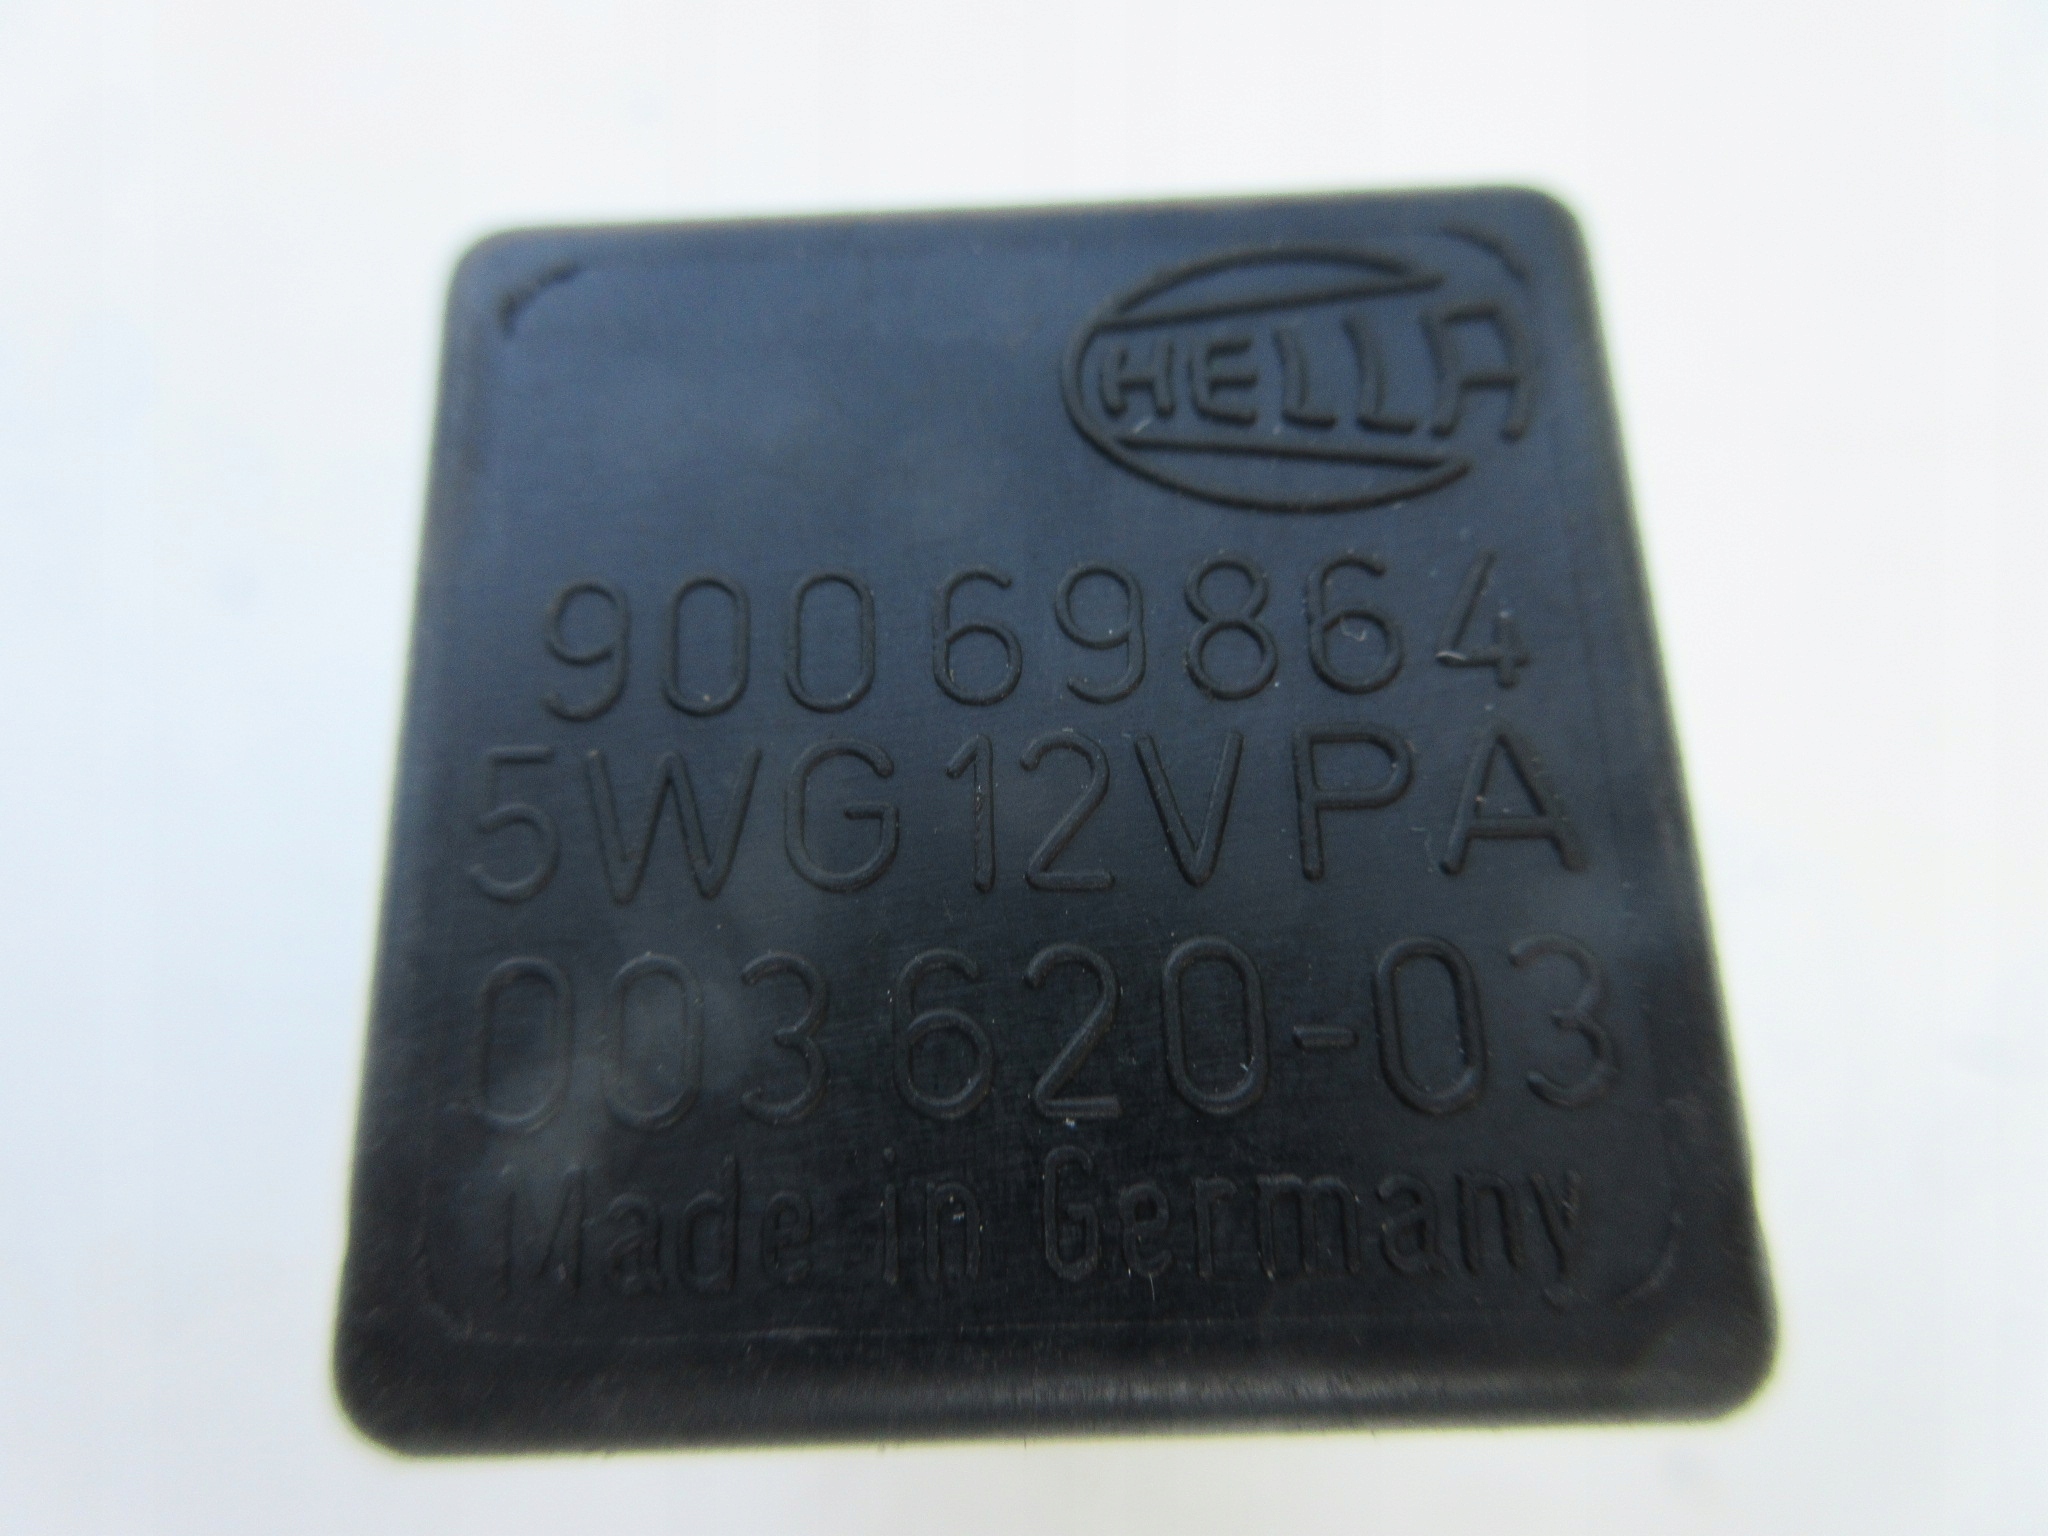 HELLA
90069864
5WG12VPA
003620-03
Made in Germany